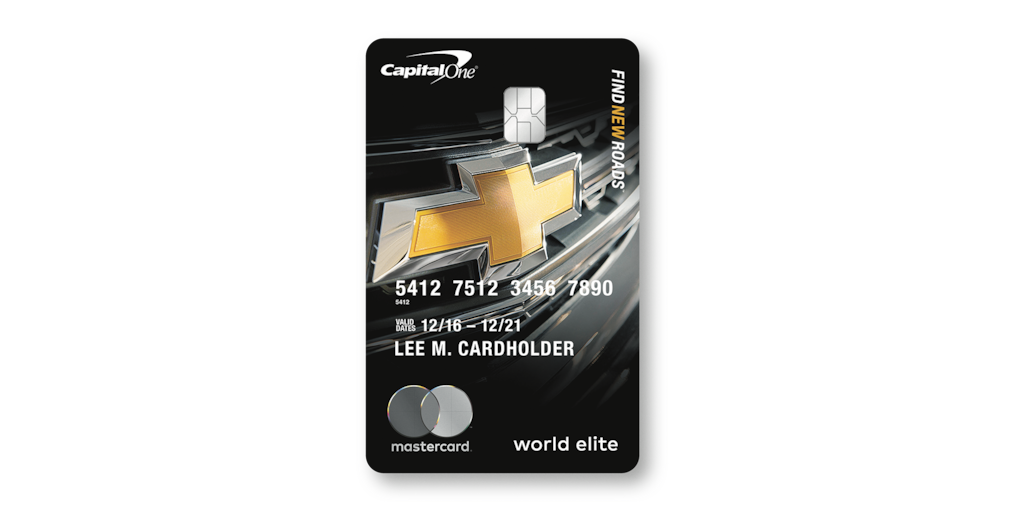 CapitalOne®
FIND NEW ROADS
5412 7512 3456 7890
5412
VALID DATES 12/16 – 12/21
LEE M. CARDHOLDER
mastercard.
world elite